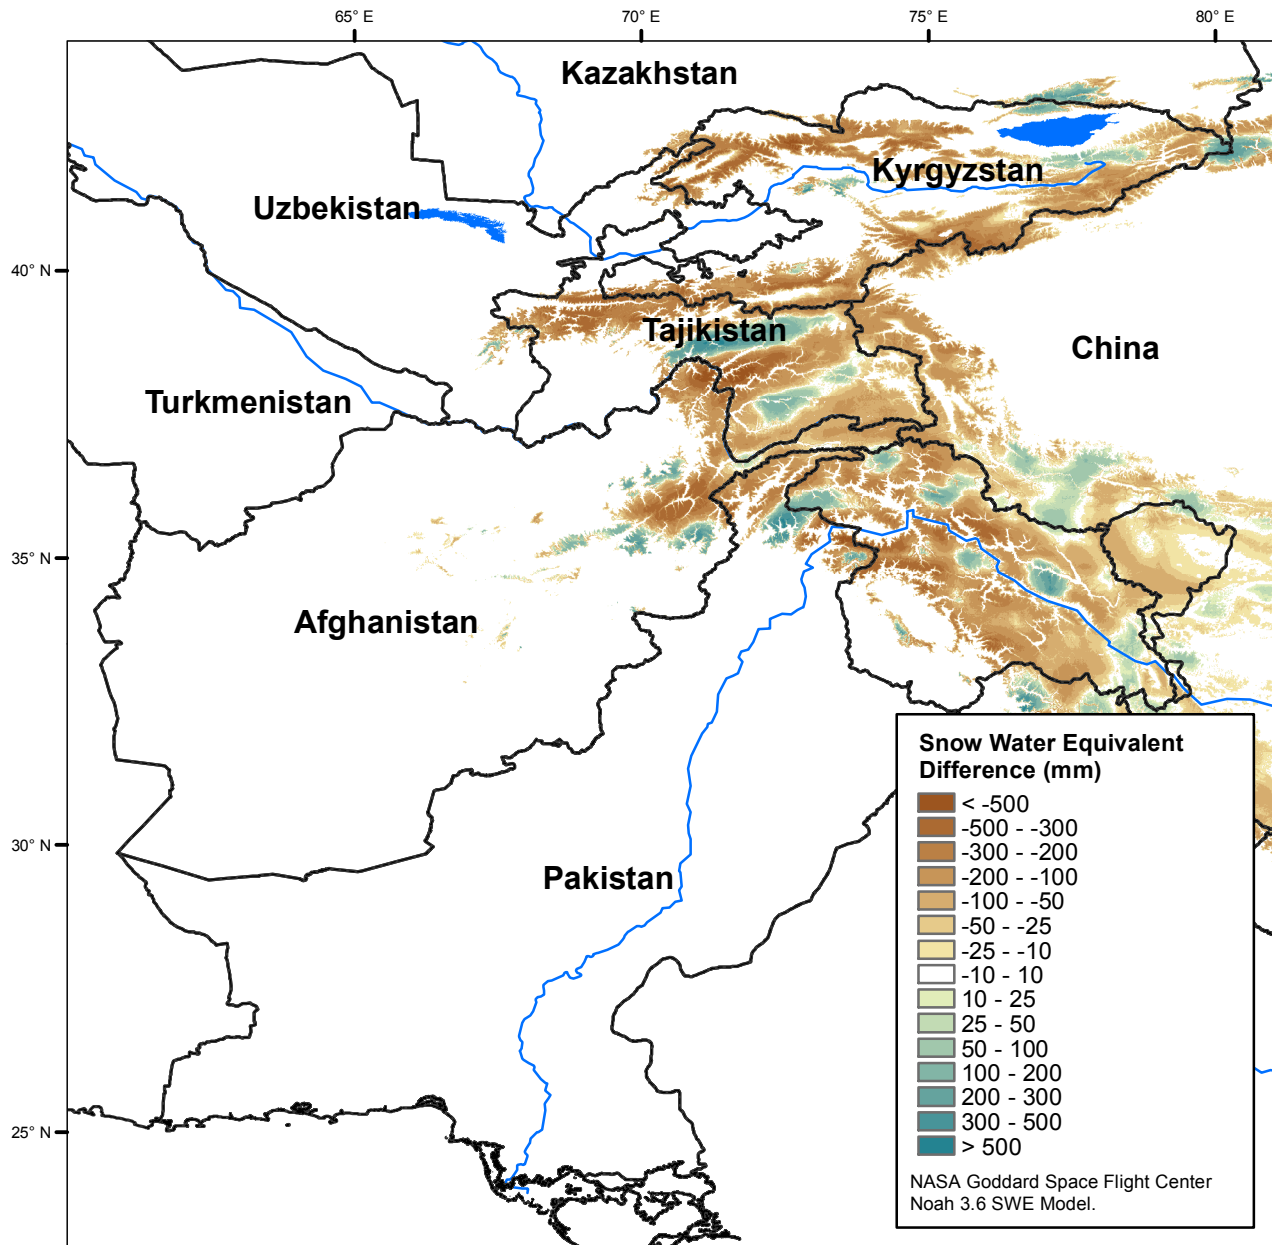 65° E 70° E 75° E 80° E
Kazakhstan
Kyrgyzstan
Uzbekistan
40° N
Tajikistan
China
Turkmenistan
35° N
Afghanistan
Snow Water Equivalent
Difference (mm)
< -500
-500 - -300
-300 - -200
-200 - -100
-100 - -50
-50 - -25
-25 - -10
-10 - 10
10 - 25
25 - 50
50 - 100
100 - 200
200 - 300
300 - 500
> 500
30° N
Pakistan
25° N
NASA Goddard Space Flight Center
Noah 3.6 SWE Model.